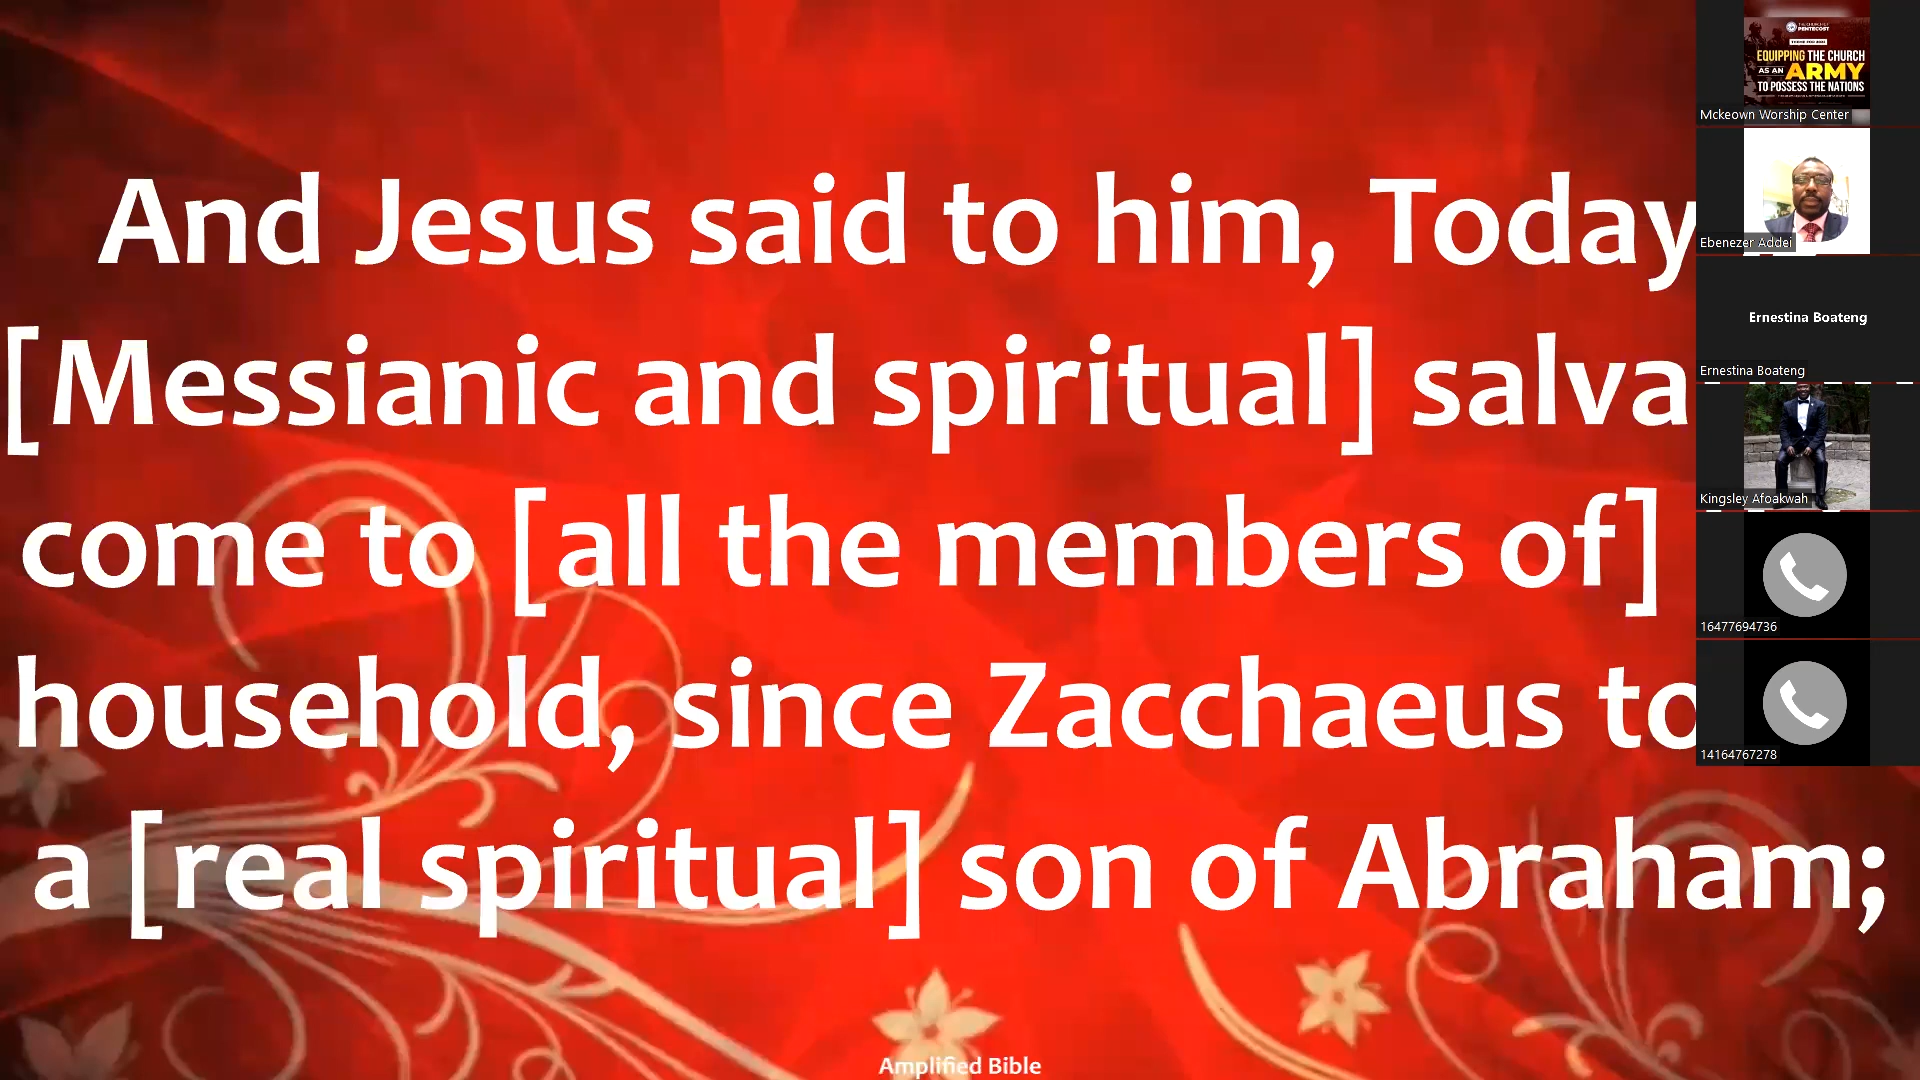 And Jesus said to him, Today
[Messianic and spiritual] salva
come to [all the members of]
household, since Zacchaeus to
a [real spiritual] son of Abraham;
Amplified Bible
PENTECOST
EQUIPPING THE CHURCH
AS AN ARMY
TO POSSESS THE NATIONS
Mckeown Worship Center
Ebenezer Addei
Ernestina Boateng
Ernestina Boateng
Kingsley Afoakwah
16477694736
14164767278